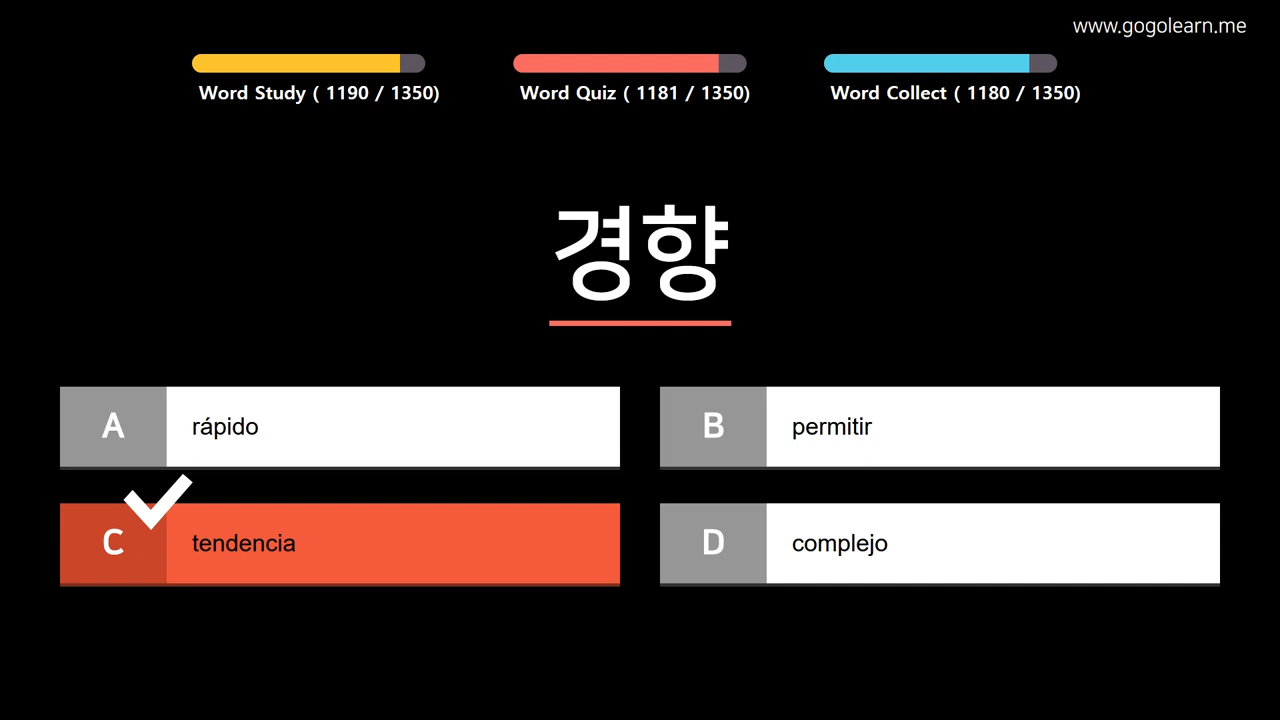 www.gogolearn.me
Word Study ( 1190 / 1350)
Word Quiz ( 1181 / 1350)
Word Collect ( 1180 / 1350)
경향
A rápido
B permitir
C tendencia
D complejo